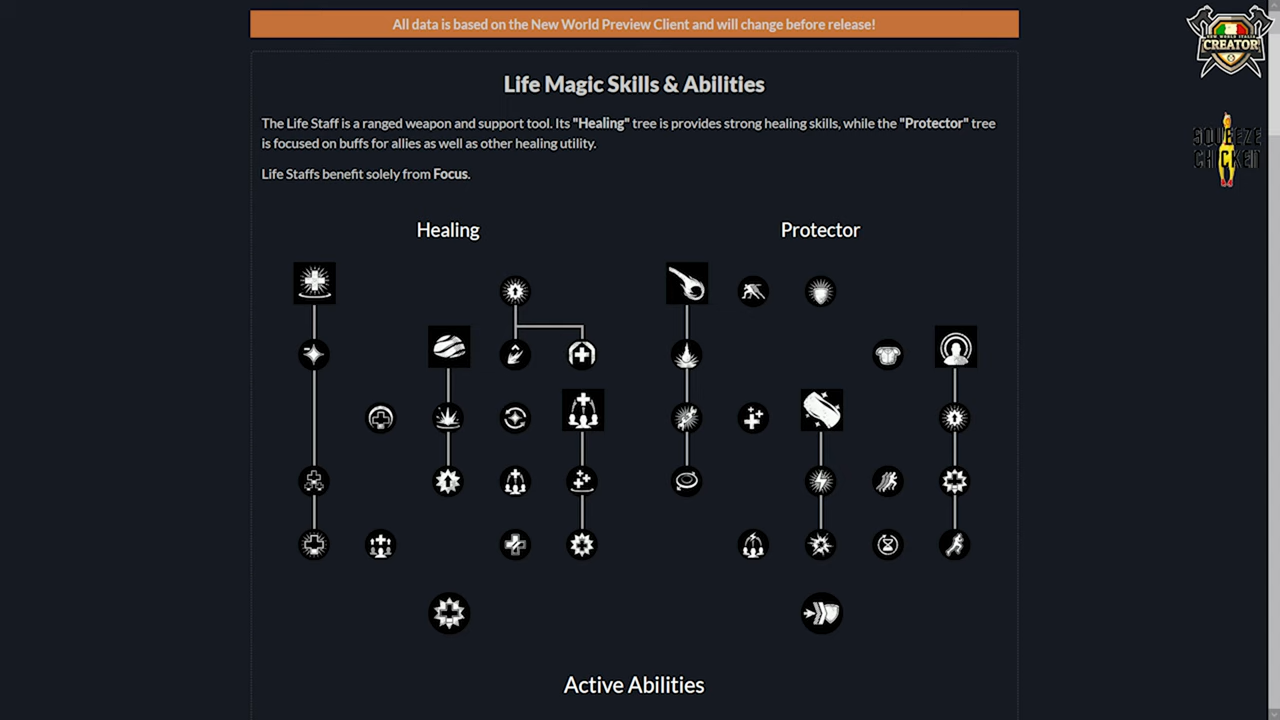 All data is based on the New World Preview Client and will change before release!
CREATOR
Life Magic Skills & Abilities
The Life Staff is a ranged weapon and support tool. Its "Healing" tree is provides strong healing skills, while the "Protector" tree
is focused on buffs for allies as well as other healing utility.
SQUEEZE
CHICKEN
Life Staffs benefit solely from Focus.
Healing
Protector
Active Abilities